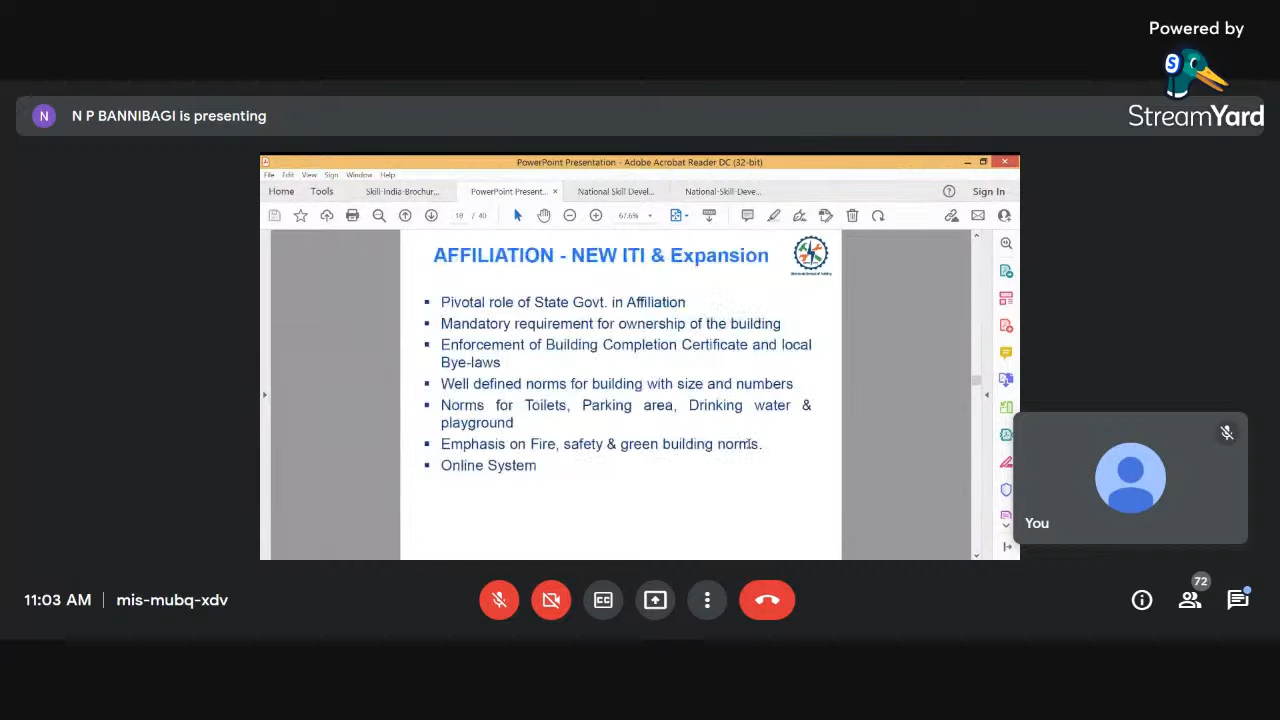 Powered by
StreamYard
N
N P BANNIBAGI is presenting
PowerPoint Presentation - Adobe Acrobat Reader DC (32-bit)
File Edit View Sign Window Help
Home Tools Skill-India-Brochur... PowerPoint Present... × National Skill Devel... National-Skill-Deve... Sign In
19 / 40 67.6%
AFFILIATION - NEW ITI & Expansion
▪ Pivotal role of State Govt. in Affiliation
▪ Mandatory requirement for ownership of the building
▪ Enforcement of Building Completion Certificate and local
Bye-laws
▪ Well defined norms for building with size and numbers
▪ Norms for Toilets, Parking area, Drinking water &
playground
▪ Emphasis on Fire, safety & green building norms.
▪ Online System
You
11:03 AM | mis-mubq-xdv
72